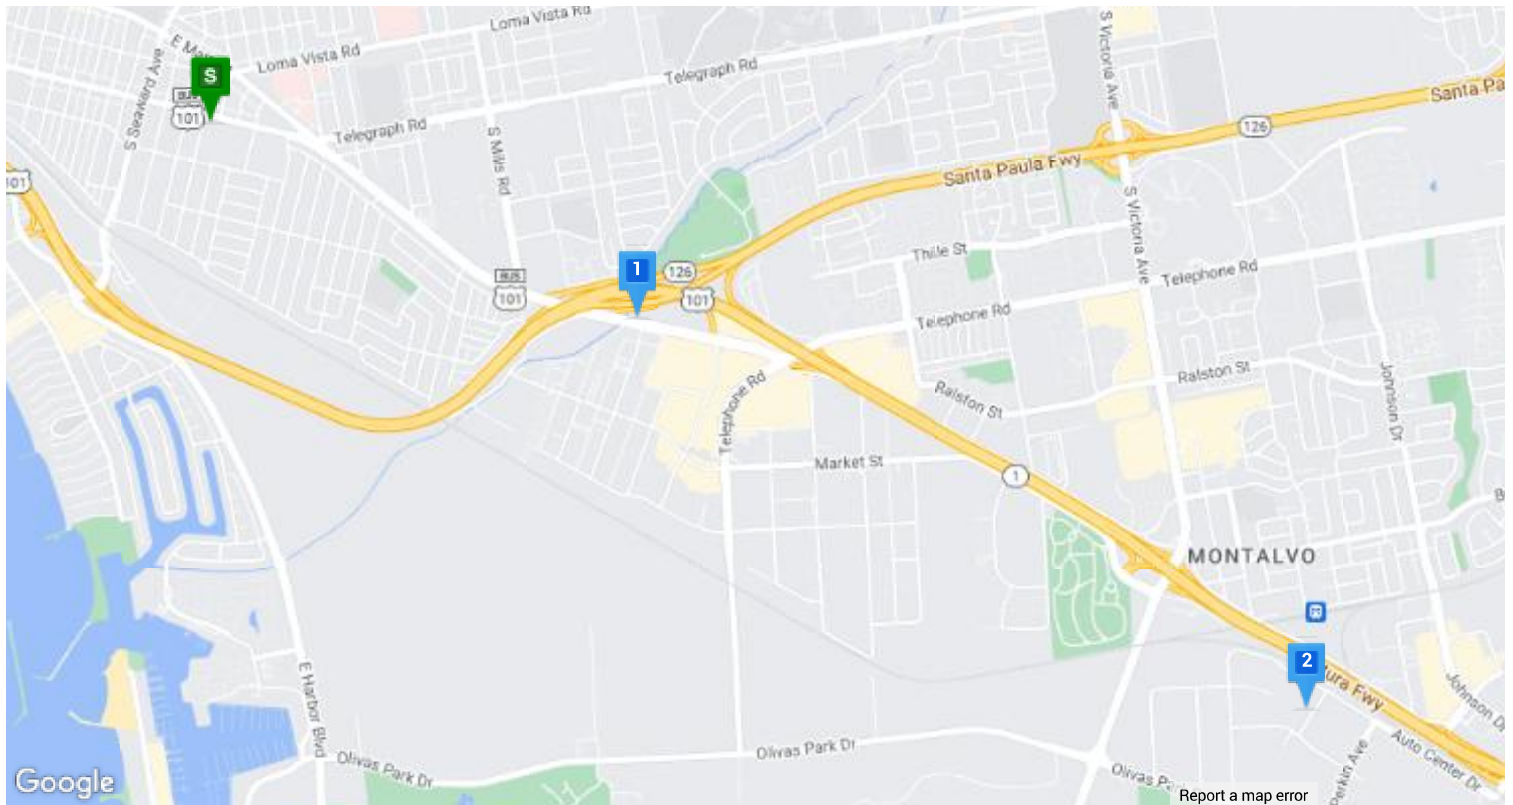 Loma Vista Rd
S Victoria Ave
Loma Vista Rd
S
Telegraph Rd
Santa Pa
S Seaward Ave
BUS
101
Telegraph Rd
126
S Mills Rd
Santa Paula Fwy
101
S Victoria Ave
Thille St
1
126
BUS
101
101
Telephone Rd
Telephone Rd
Ralston St
Telephone Rd
Ralston St
Johnson Dr
Market St
1
MONTALVO
2
E Harbor Blvd
Johnson Dr
Olivas Park Dr
Olivas Park Dr
Auto Center Dr
Perkin Ave
Google
Report a map error